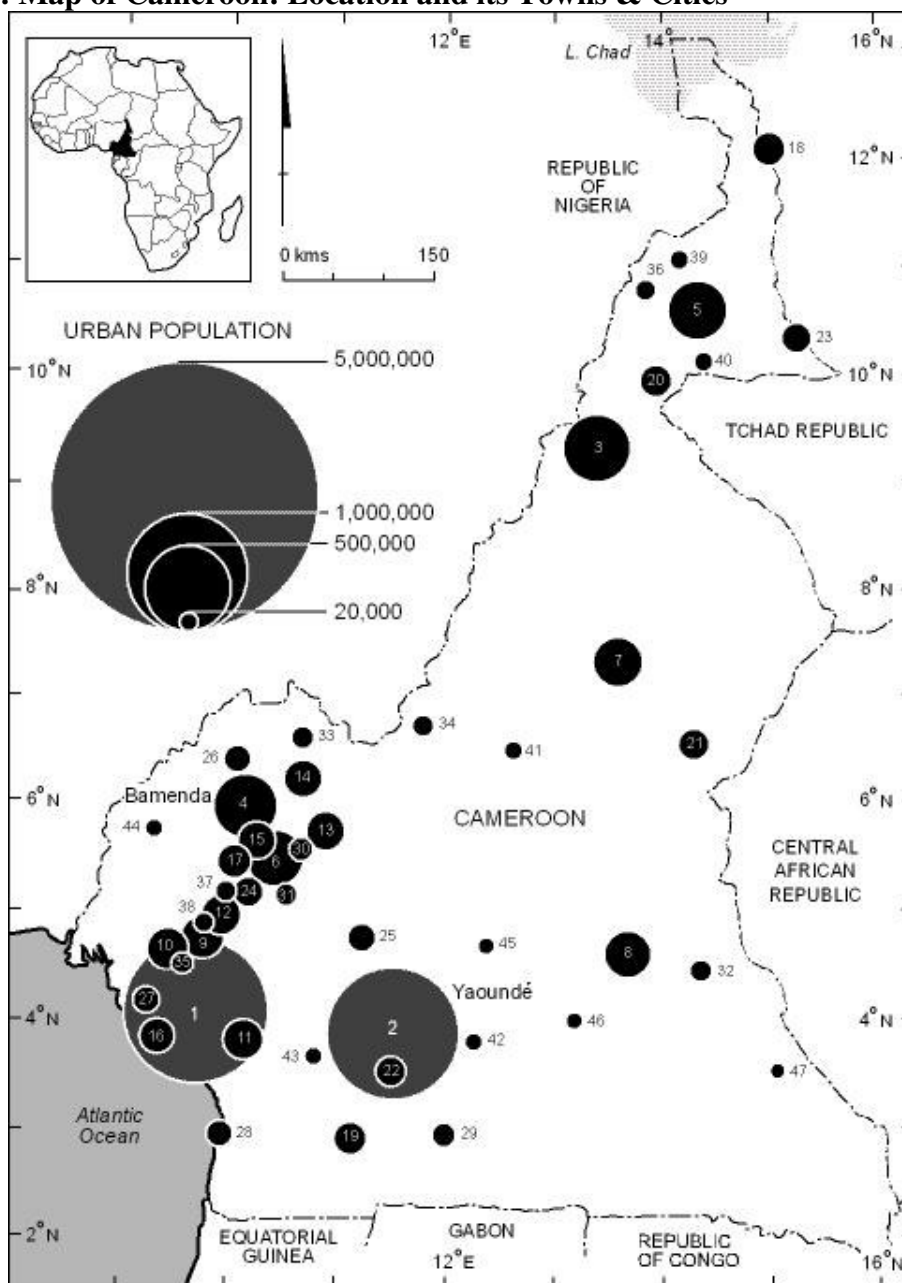 . Map of Cameroon: Location and its Towns & Cities
12°E
14°
16°N
L. Chad
18
12°N
REPUBLIC
OF
NIGERIA
0 kms 150
39
36
5
23
URBAN POPULATION
5,000,000
10°N
40
10°N
20
TCHAD REPUBLIC
3
1,000,000
500,000
8°N
8°N
20,000
7
34
33
41
21
26
14
6°N
Bamenda
4
6°N
44
13
CAMEROON
15
30
17
6
CENTRAL
AFRICAN
REPUBLIC
37
24
31
38
12
10
9
25
45
8
35
32
Yaoundé
27
4°N
1
2
46
4°N
16
11
42
43
22
47
Atlantic
Ocean
28
19
29
2°N
EQUATORIAL
GUINEA
GABON
REPUBLIC
OF CONGO
12°E
16°N